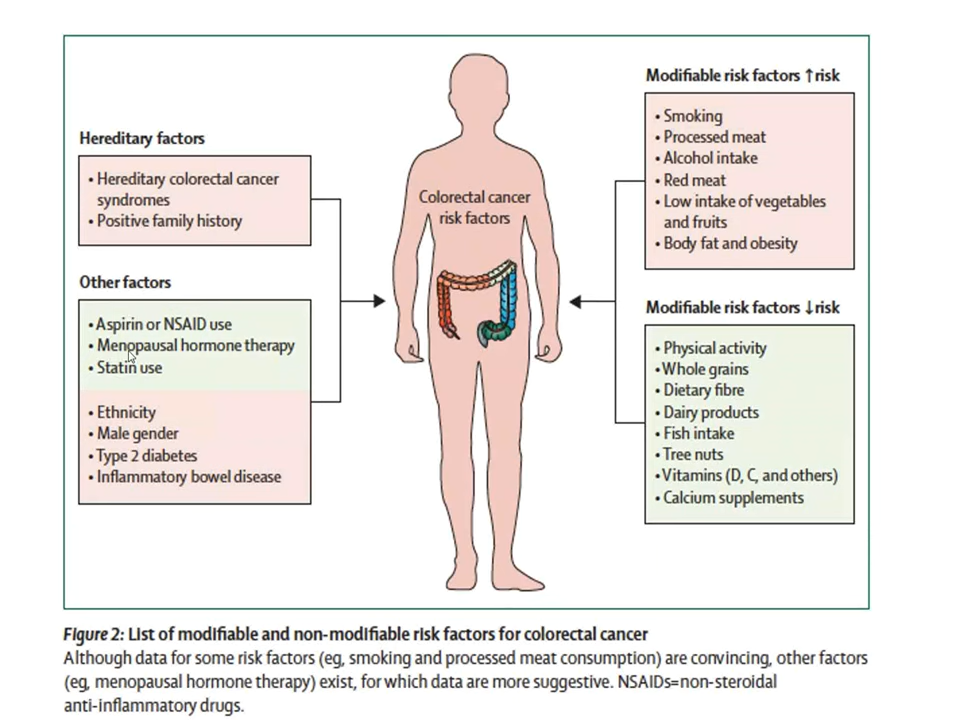 Hereditary factors
• Hereditary colorectal cancer
syndromes
• Positive family history
Other factors
• Aspirin or NSAID use
• Menopausal hormone therapy
• Statin use
• Ethnicity
• Male gender
• Type 2 diabetes
• Inflammatory bowel disease
Colorectal cancer
risk factors
Modifiable risk factors ↑risk
• Smoking
• Processed meat
• Alcohol intake
• Red meat
• Low intake of vegetables
and fruits
• Body fat and obesity
Modifiable risk factors ↓risk
• Physical activity
• Whole grains
• Dietary fibre
• Dairy products
• Fish intake
• Tree nuts
• Vitamins (D, C, and others)
• Calcium supplements
Figure 2: List of modifiable and non-modifiable risk factors for colorectal cancer
Although data for some risk factors (eg, smoking and processed meat consumption) are convincing, other factors
(eg, menopausal hormone therapy) exist, for which data are more suggestive. NSAIDs=non-steroidal
anti-inflammatory drugs.